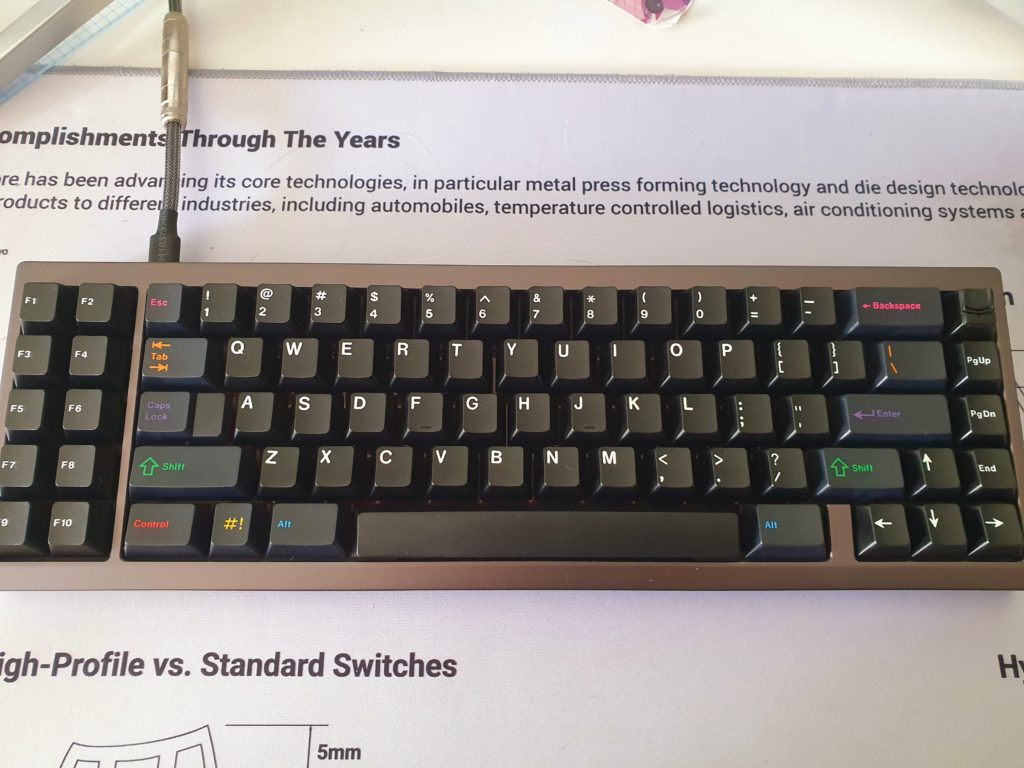 omplishments Through The Years
re has been advan ing its core technologies, in particular metal press forming technology and die design technolo
roducts to differen industries, including automobiles, temperature controlled logistics, air conditioning systems a
F1 F2 Esc ! 1 @ 2 # 3 $ 4 % 5 ^ 6 & 7 * 8 ( 9 ) 0 + = — - ← Backspace
F3 F4 Tab Q W E R T Y U I O P { [ } ] | \ PgUp
F5 F6 Caps Lock A S D F G H J K L : ; " ' Enter PgDn
F7 F8 Shift Z X C V B N M < , > . ? / Shift ↑ End
9 F10 Control #! Alt Alt ← ↓ →
igh-Profile vs. Standard Switches
Hy
5mm